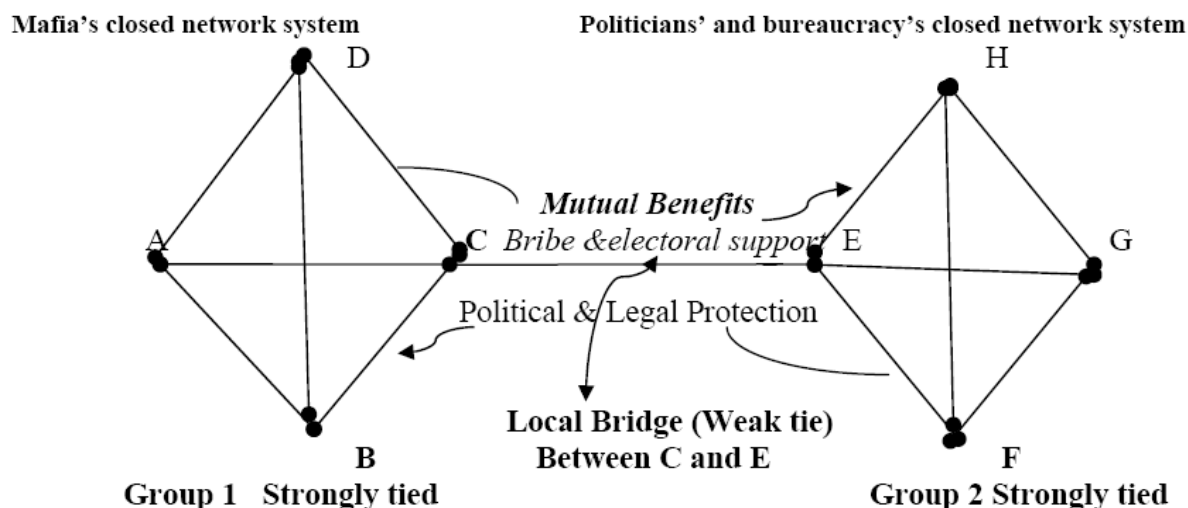 Mafia's closed network system
Politicians' and bureaucracy's closed network system
D
H
Mutual Benefits
A
C
Bribe &electoral support
E
G
Political & Legal Protection
Local Bridge (Weak tie)
Between C and E
B
F
Group 1 Strongly tied
Group 2 Strongly tied